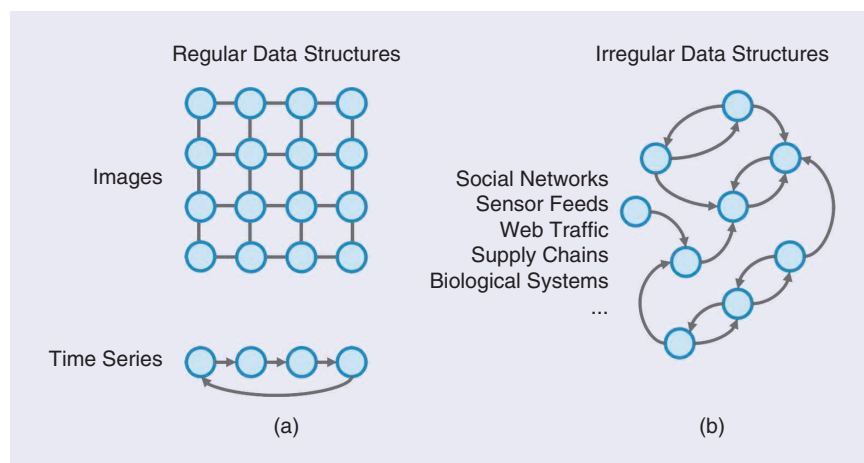 Regular Data Structures
Images
Time Series
(a)
Irregular Data Structures
Social Networks
Sensor Feeds
Web Traffic
Supply Chains
Biological Systems
...
(b)